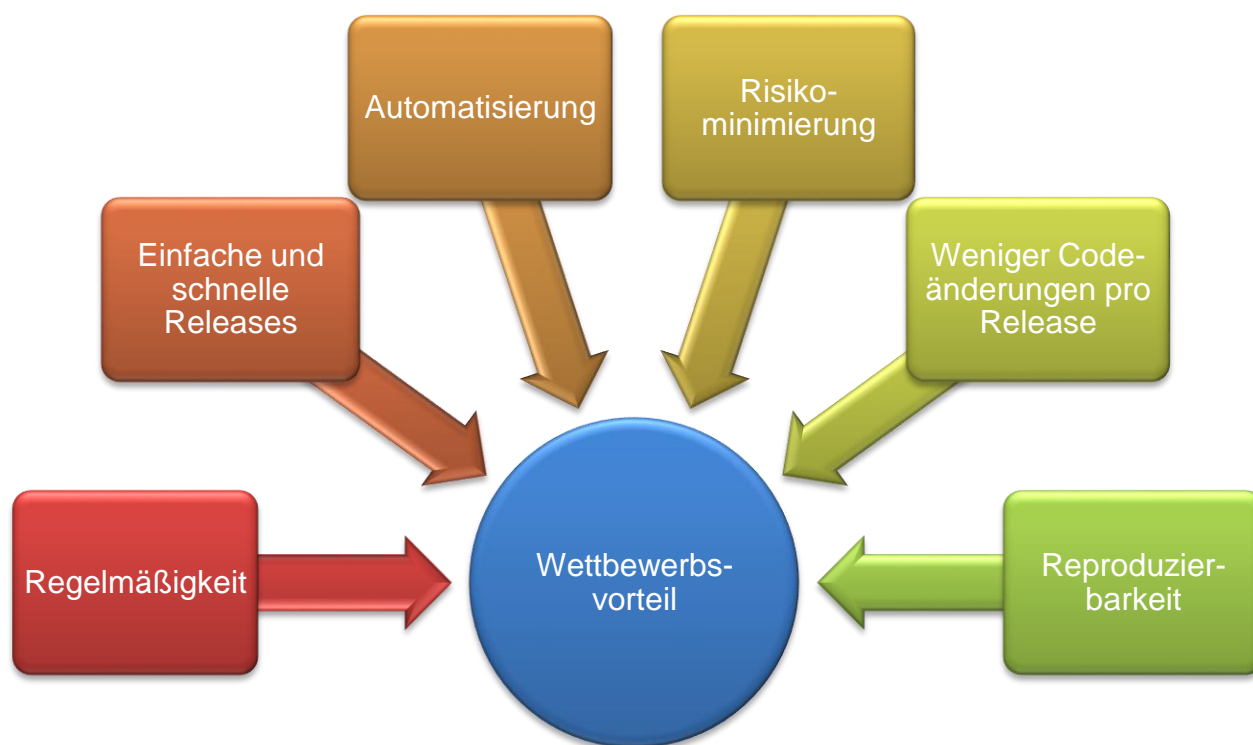 Automatisierung
Risiko-
minimierung
Einfache und
schnelle
Releases
Weniger Code-
änderungen pro
Release
Regelmäßigkeit
Wettbewerbs-
vorteil
Reproduzier-
barkeit